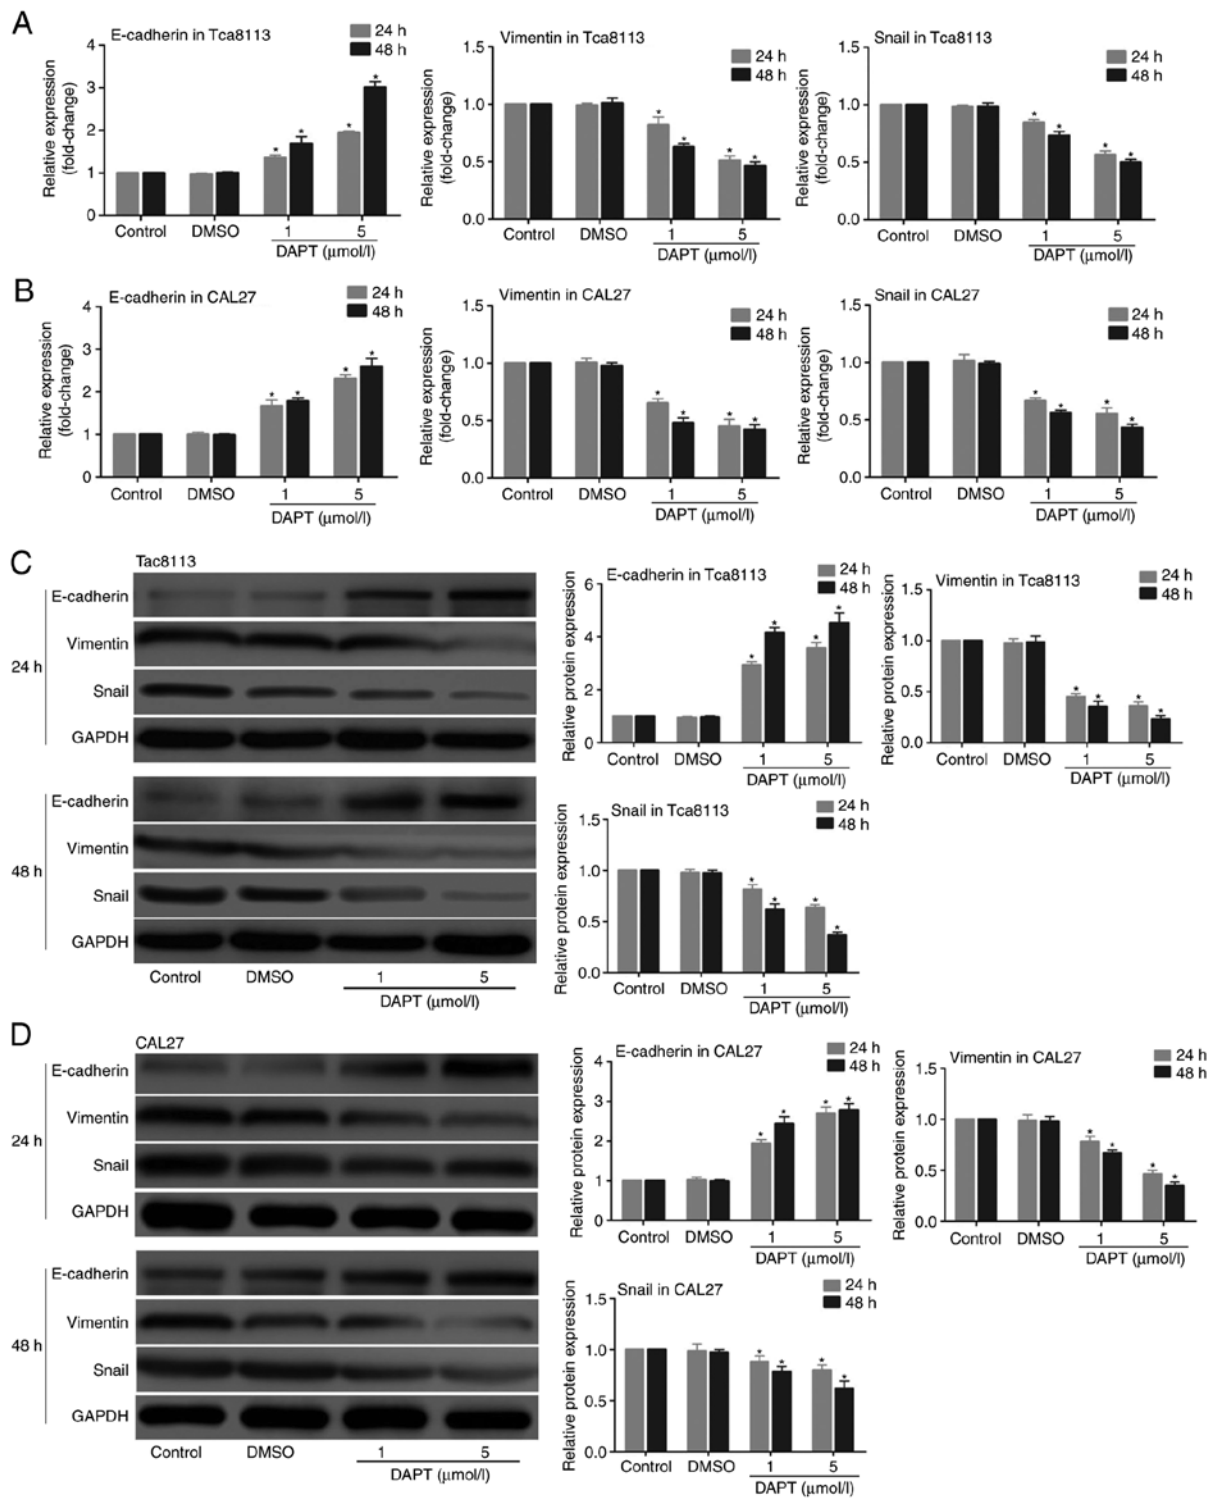 A
E-cadherin in Tca8113
24 h
48 h
Relative expression
(fold-change)
4
3
2
1
0
Control
DMSO
1
5
DAPT (μmol/l)
Vimentin in Tca8113
24 h
48 h
Relative expression
(fold-change)
1.5
1.0
0.5
0.0
Control
DMSO
1
5
DAPT (μmol/l)
Snail in Tca8113
24 h
48 h
Relative expression
(fold-change)
1.5
1.0
0.5
0.0
Control
DMSO
1
5
DAPT (μmol/l)
B
E-cadherin in CAL27
24 h
48 h
Relative expression
(fold-change)
4
3
2
1
0
Control
DMSO
1
5
DAPT (μmol/l)
Vimentin in CAL27
24 h
48 h
Relative expression
(fold-change)
1.5
1.0
0.5
0.0
Control
DMSO
1
5
DAPT (μmol/l)
Snail in CAL27
24 h
48 h
Relative expression
(fold-change)
1.5
1.0
0.5
0.0
Control
DMSO
1
5
DAPT (μmol/l)
C
Tac8113
24 h
E-cadherin
Vimentin
Snail
GAPDH
48 h
E-cadherin
Vimentin
Snail
GAPDH
Control
DMSO
1
5
DAPT (μmol/l)
E-cadherin in Tca8113
24 h
48 h
Relative protein expression
6
4
2
0
Control
DMSO
1
5
DAPT (μmol/l)
Vimentin in Tca8113
24 h
48 h
Relative protein expression
1.5
1.0
0.5
0.0
Control
DMSO
1
5
DAPT (μmol/l)
Snail in Tca8113
24 h
48 h
Relative protein expression
1.5
1.0
0.5
0.0
Control
DMSO
1
5
DAPT (μmol/l)
D
CAL27
24 h
E-cadherin
Vimentin
Snail
GAPDH
48 h
E-cadherin
Vimentin
Snail
GAPDH
Control
DMSO
1
5
DAPT (μmol/l)
E-cadherin in CAL27
24 h
48 h
Relative protein expression
4
3
2
1
0
Control
DMSO
1
5
DAPT (μmol/l)
Vimentin in CAL27
24 h
48 h
Relative protein expression
1.5
1.0
0.5
0.0
Control
DMSO
1
5
DAPT (μmol/l)
Snail in CAL27
24 h
48 h
Relative protein expression
1.5
1.0
0.5
0.0
Control
DMSO
1
5
DAPT (μmol/l)